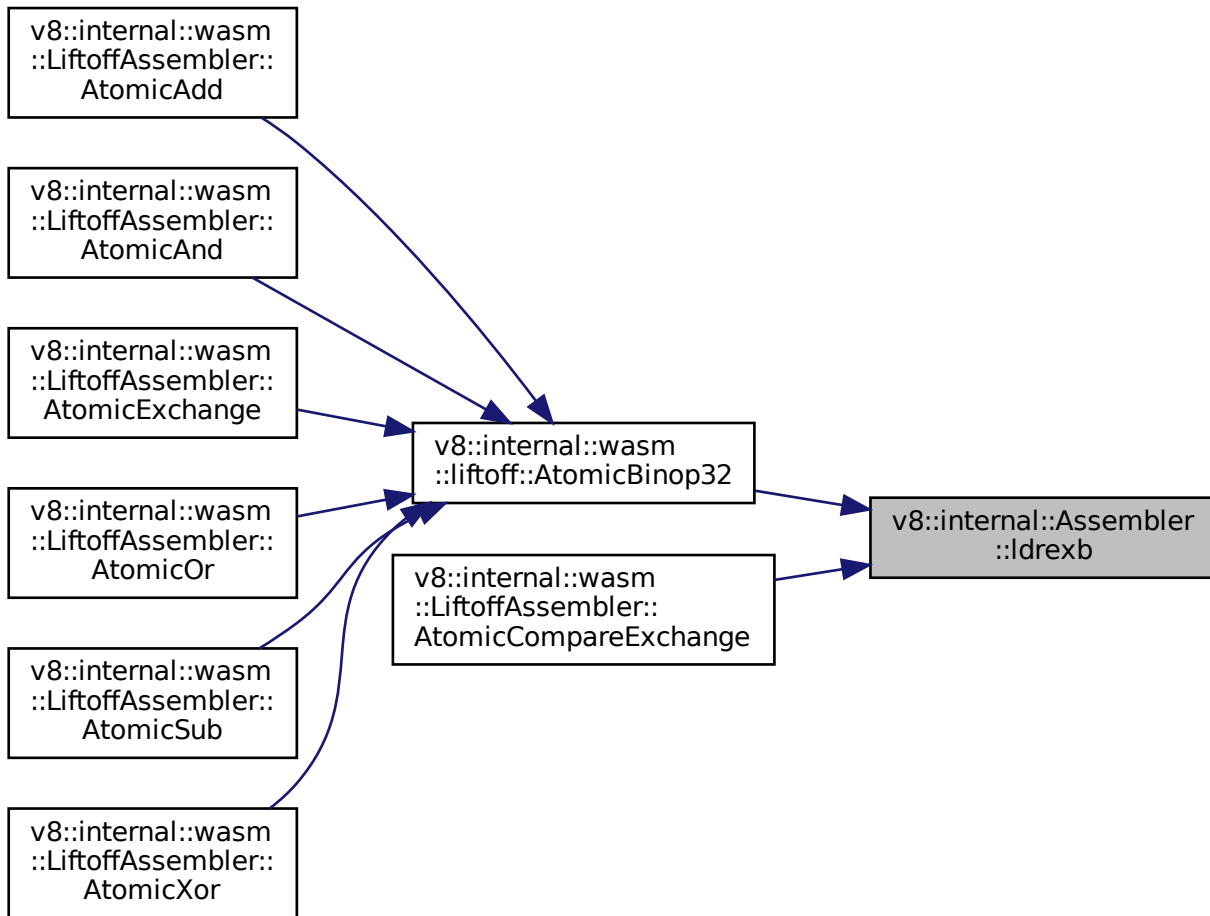 v8::internal::wasm
::LiftoffAssembler::
AtomicAdd
v8::internal::wasm
::LiftoffAssembler::
AtomicAnd
v8::internal::wasm
::LiftoffAssembler::
AtomicExchange
v8::internal::wasm
::LiftoffAssembler::
AtomicOr
v8::internal::wasm
::LiftoffAssembler::
AtomicSub
v8::internal::wasm
::LiftoffAssembler::
AtomicXor
v8::internal::wasm
::liftoff::AtomicBinop32
v8::internal::wasm
::LiftoffAssembler::
AtomicCompareExchange
v8::internal::Assembler
::ldrexb